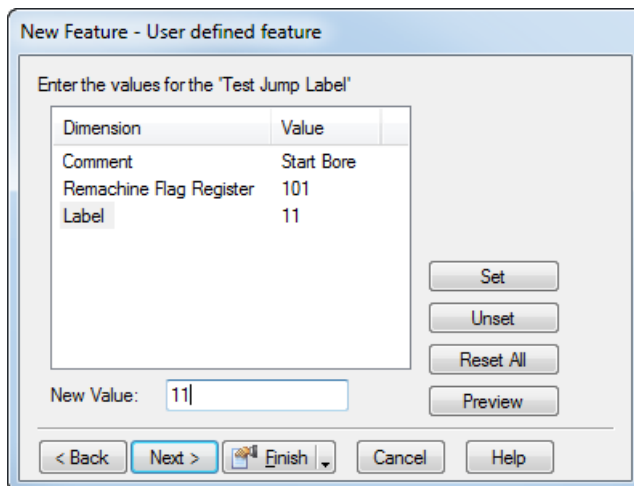 New Feature - User defined feature
Enter the values for the 'Test Jump Label'
Dimension Value
Comment Start Bore
Remachine Flag Register 101
Label 11
Set
Unset
Reset All
New Value: 11
Preview
< Back Next > Finish Cancel Help